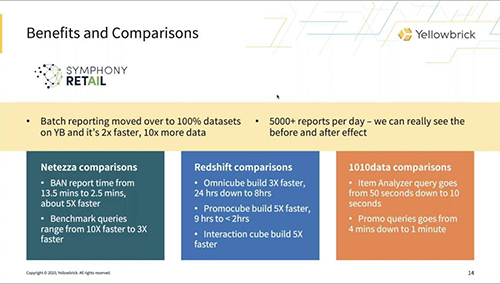 Benefits and Comparisons
Yellowbrick
SYMPHONY
RETAIL
• Batch reporting moved over to 100% datasets
on YB and it's 2x faster, 10x more data
• 5000+ reports per day – we can really see the
before and after effect
Netezza comparisons
• BAN report time from
13.5 mins to 2.5 mins,
about 5X faster
• Benchmark queries
range from 10X faster to 3X
faster
Redshift comparisons
• Omnicube build 3X faster,
24 hrs down to 8hrs
• Promocube build 5X faster,
9 hrs to < 2hrs
• Interaction cube build 5X
faster
1010data comparisons
• Item Analyzer query goes
from 50 seconds down to 10
seconds
• Promo queries goes from
4 mins down to 1 minute
Copyright © 2020, Yellowbrick. All rights reserved.
14